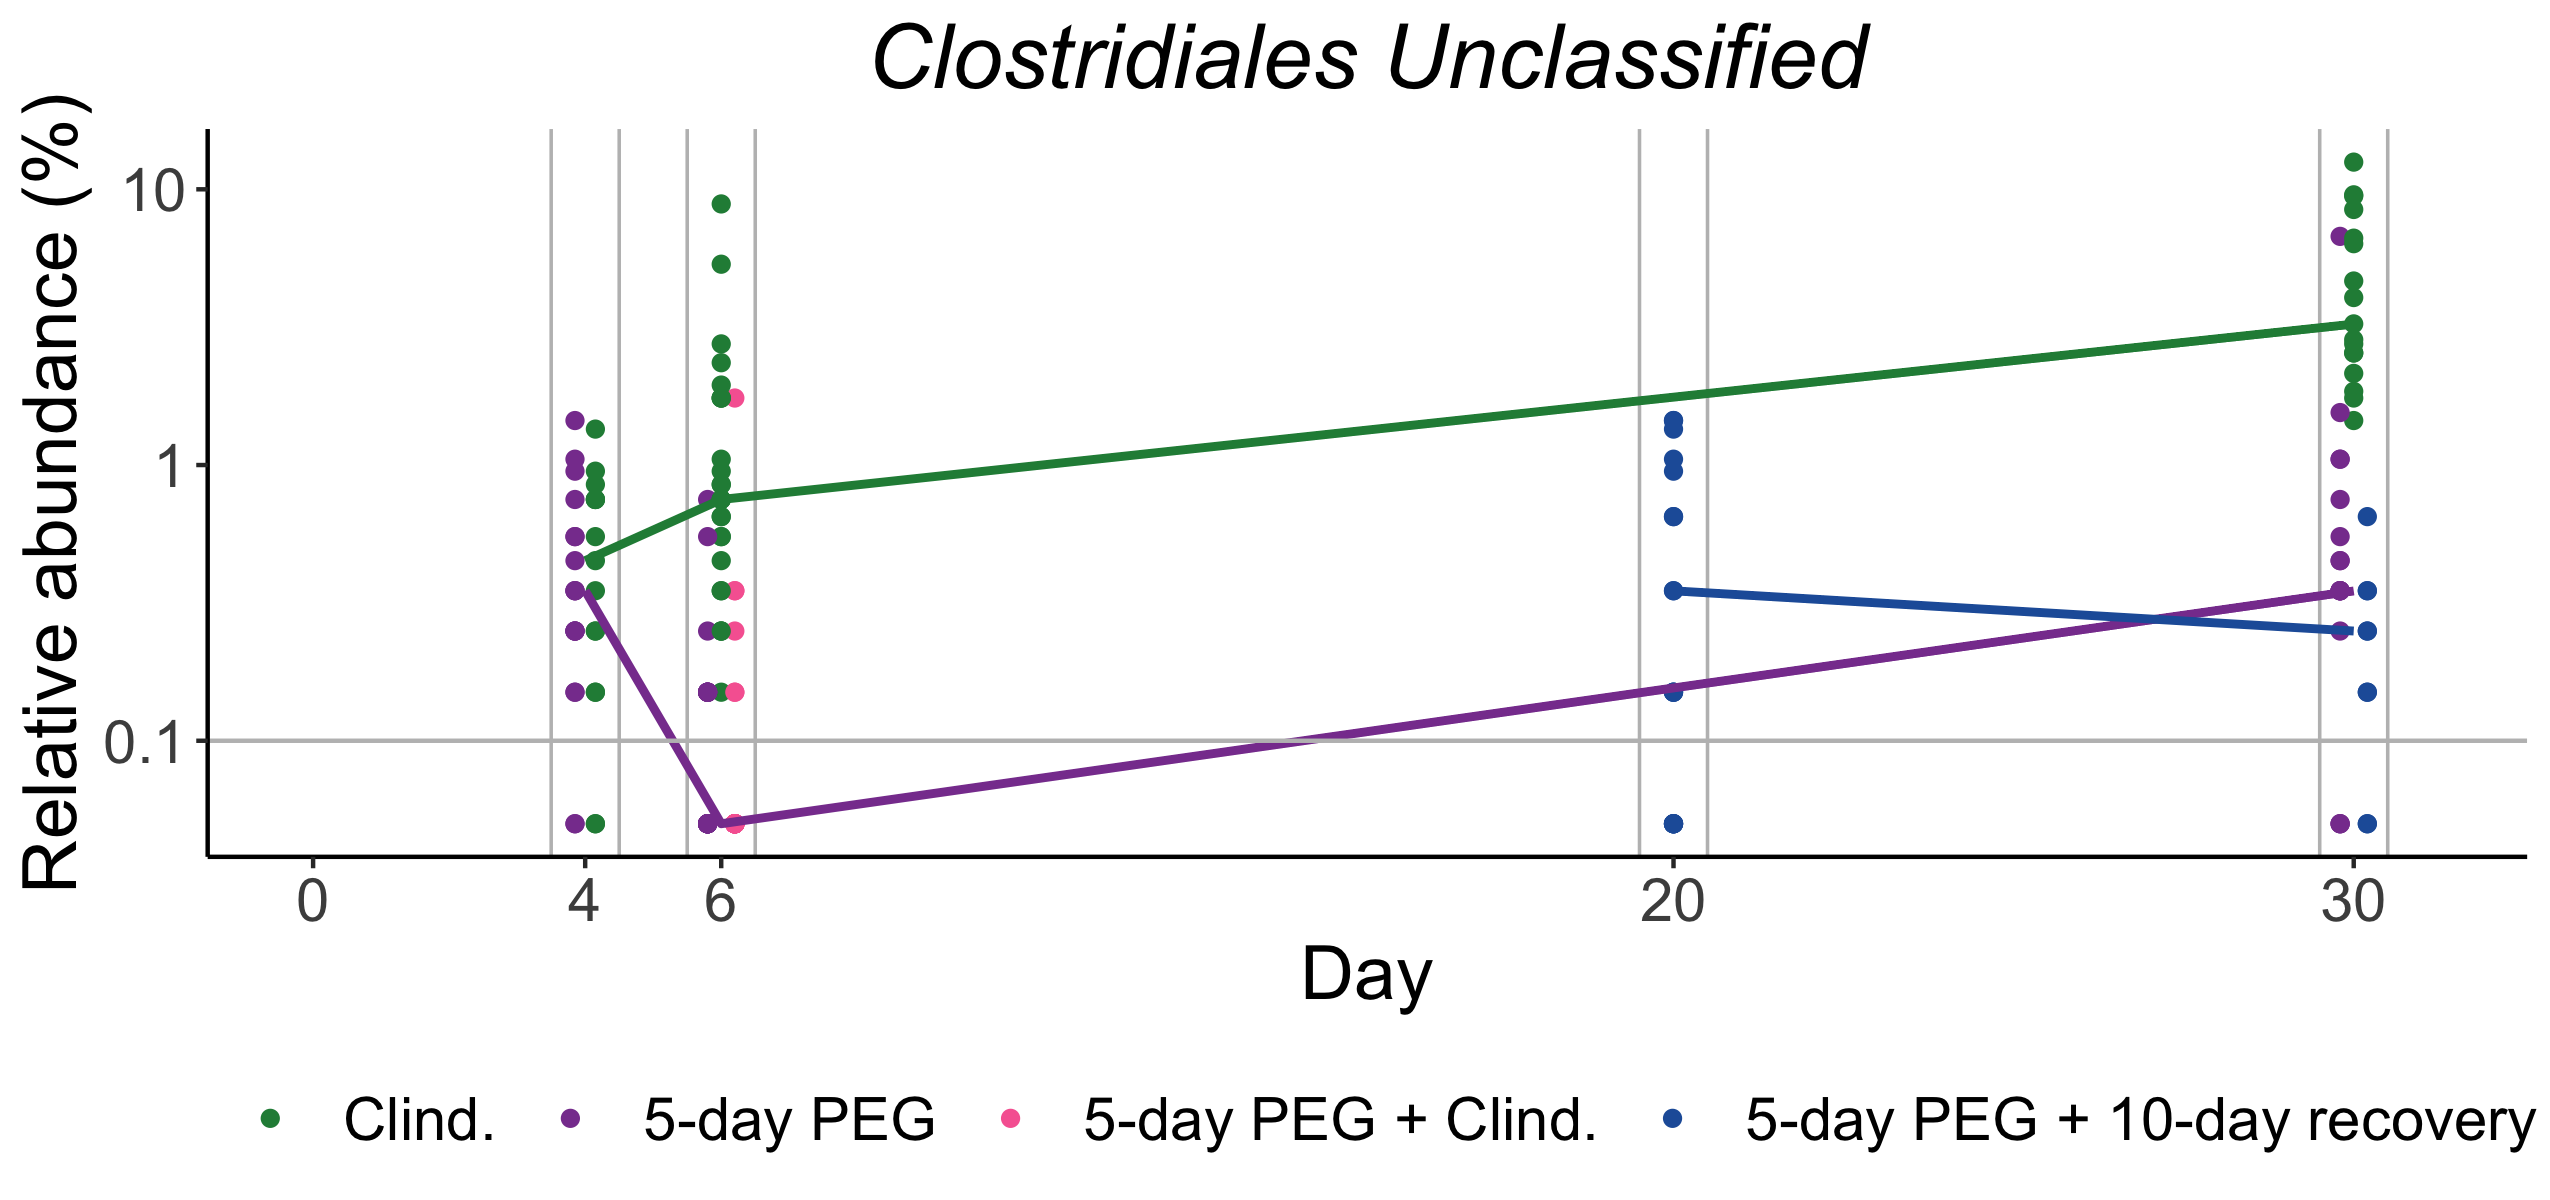 Clostridiales Unclassified
Relative abundance (%)
10
1
0.1
0 4 6 20 30
Day
Clind. 5-day PEG 5-day PEG + Clind. 5-day PEG + 10-day recovery